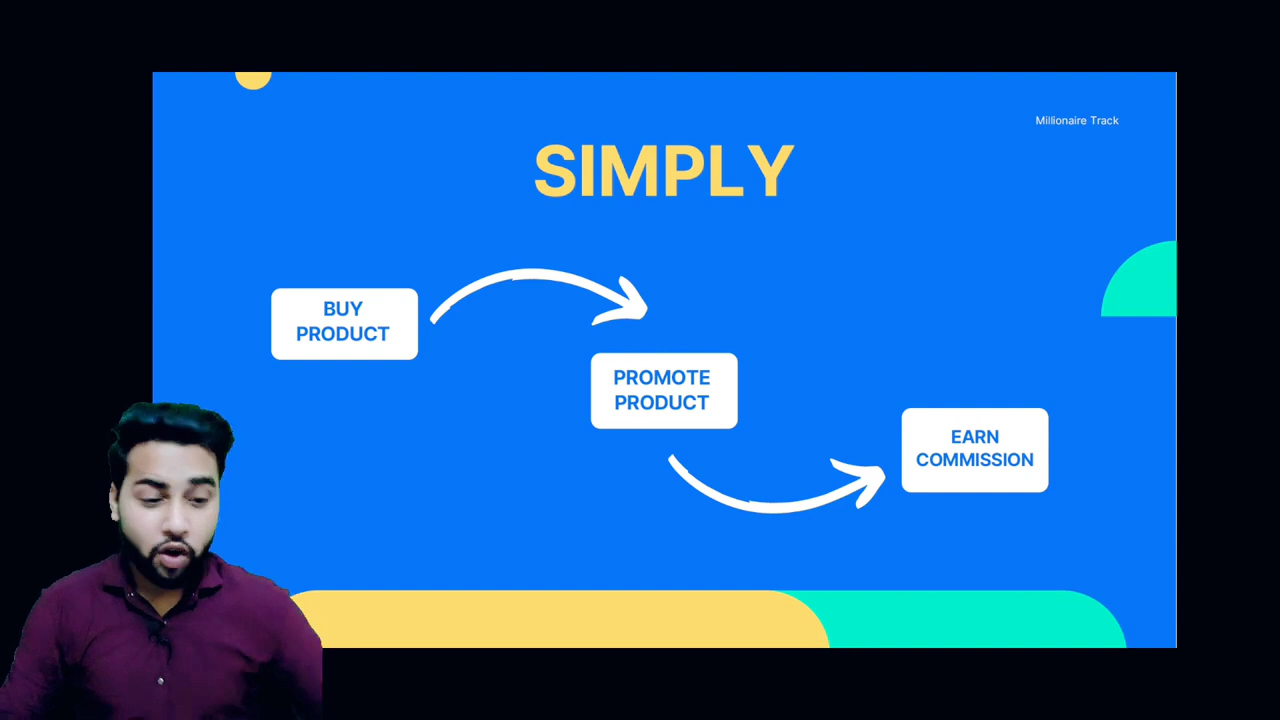 Millionaire Track
SIMPLY
BUY
PRODUCT
PROMOTE
PRODUCT
EARN
COMMISSION